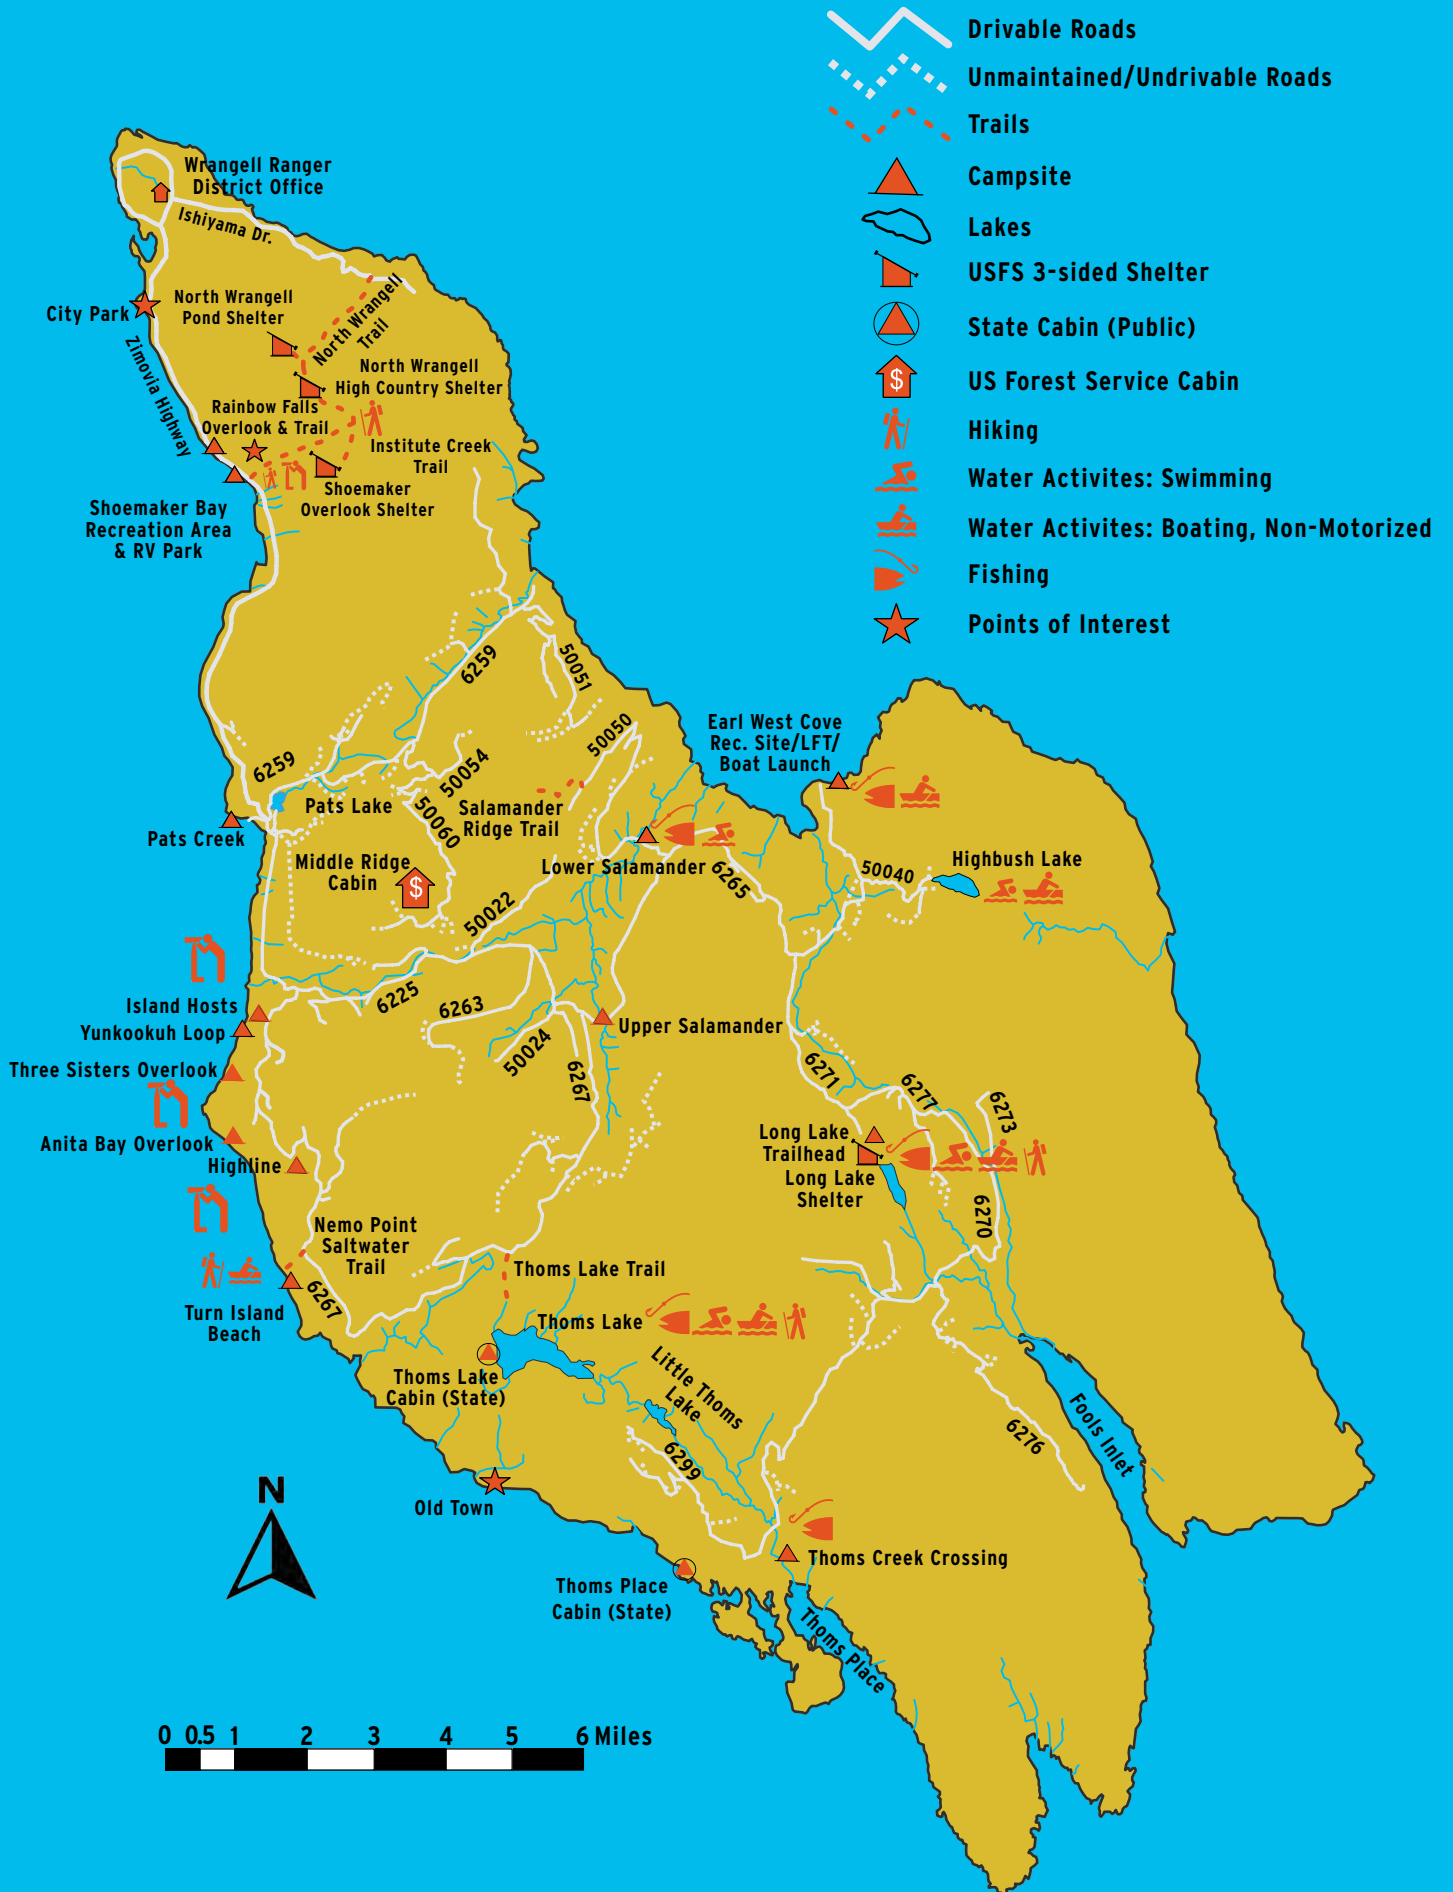 Drivable Roads
Unmaintained/Undrivable Roads
Trails
Campsite
Lakes
USFS 3-sided Shelter
State Cabin (Public)
$
US Forest Service Cabin
Hiking
Water Activites: Swimming
Water Activites: Boating, Non-Motorized
Fishing
Points of Interest
Wrangell Ranger
District Office
Ishiyama Dr.
City Park
North Wrangell
Pond Shelter
North Wrangell
Trail
Zimovia Highway
North Wrangell
High Country Shelter
Rainbow Falls
Overlook & Trail
Institute Creek
Trail
Shoemaker
Overlook Shelter
Shoemaker Bay
Recreation Area
& RV Park
6259
50051
50050
Earl West Cove
Rec. Site/LFT/
Boat Launch
6259
50054
Pats Lake
50060
Salamander
Ridge Trail
Pats Creek
Middle Ridge
Cabin
$
Lower Salamander
6265
50040
Highbush Lake
50022
6225
6263
50024
6267
Upper Salamander
Island Hosts
Yunkookuh Loop
Three Sisters Overlook
Anita Bay Overlook
Highline
6271
6277
6273
Long Lake
Trailhead
Long Lake
Shelter
6270
Nemo Point
Saltwater
Trail
6267
Turn Island
Beach
Thoms Lake Trail
Thoms Lake
Thoms Lake
Cabin (State)
Little Thoms
Lake
6299
6276
Fools Inlet
Old Town
Thoms Creek Crossing
Thoms Place
Cabin (State)
Thoms Place
N
0 0.5 1 2 3 4 5 6 Miles